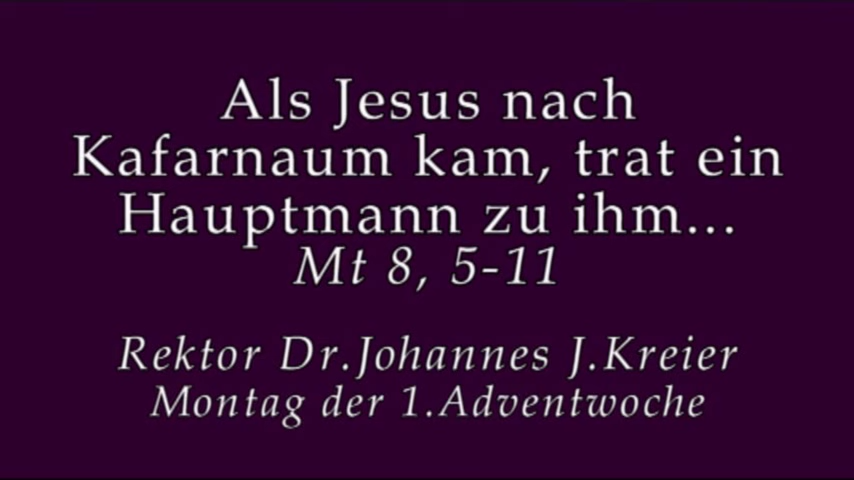 Als Jesus nach
Kafarnaum kam, trat ein
Hauptmann zu ihm...
Mt 8, 5-11
Rektor Dr.Johannes J.Kreier
Montag der 1.Adventwoche